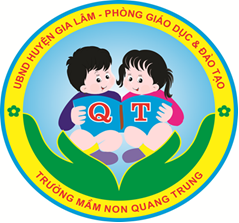 UBND HUYỆN GIA LÂM - PHÒNG GIÁO DỤC & ĐÀO TẠO
Q T
TRƯỜNG MẦM NON QUANG TRUNG